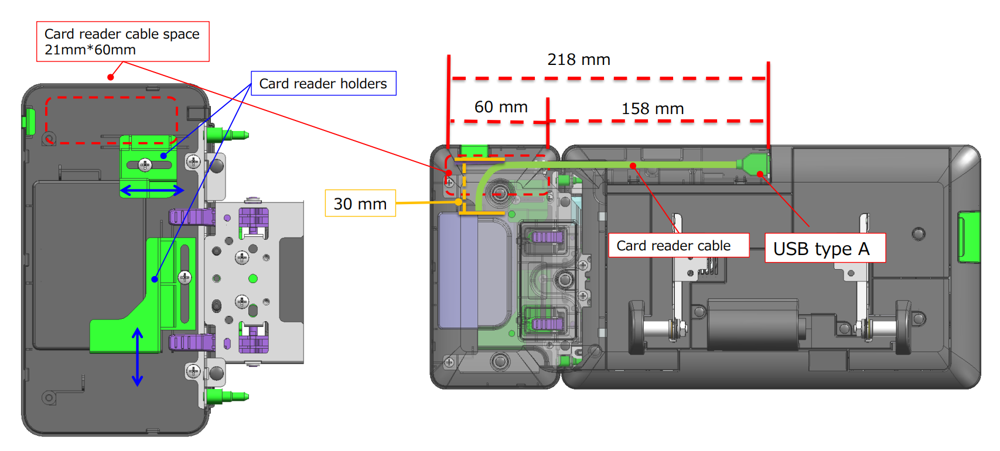 Card reader cable space
21mm*60mm
Card reader holders
218 mm
60 mm
158 mm
30 mm
Card reader cable
USB type A